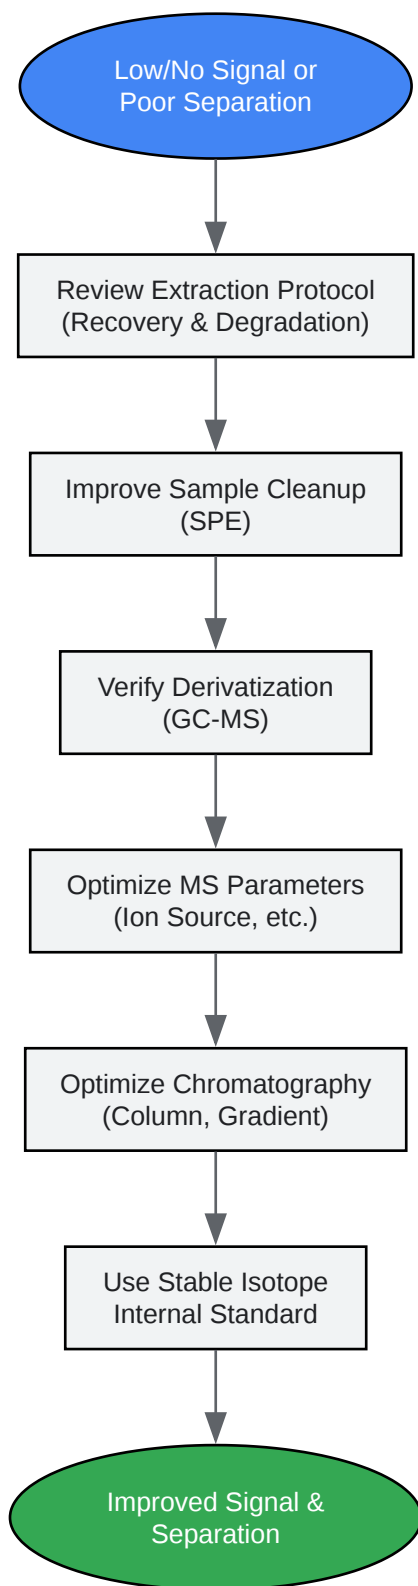 Low/No Signal or
Poor Separation
Review Extraction Protocol
(Recovery & Degradation)
Improve Sample Cleanup
(SPE)
Verify Derivatization
(GC-MS)
Optimize MS Parameters
(Ion Source, etc.)
Optimize Chromatography
(Column, Gradient)
Use Stable Isotope
Internal Standard
Improved Signal &
Separation